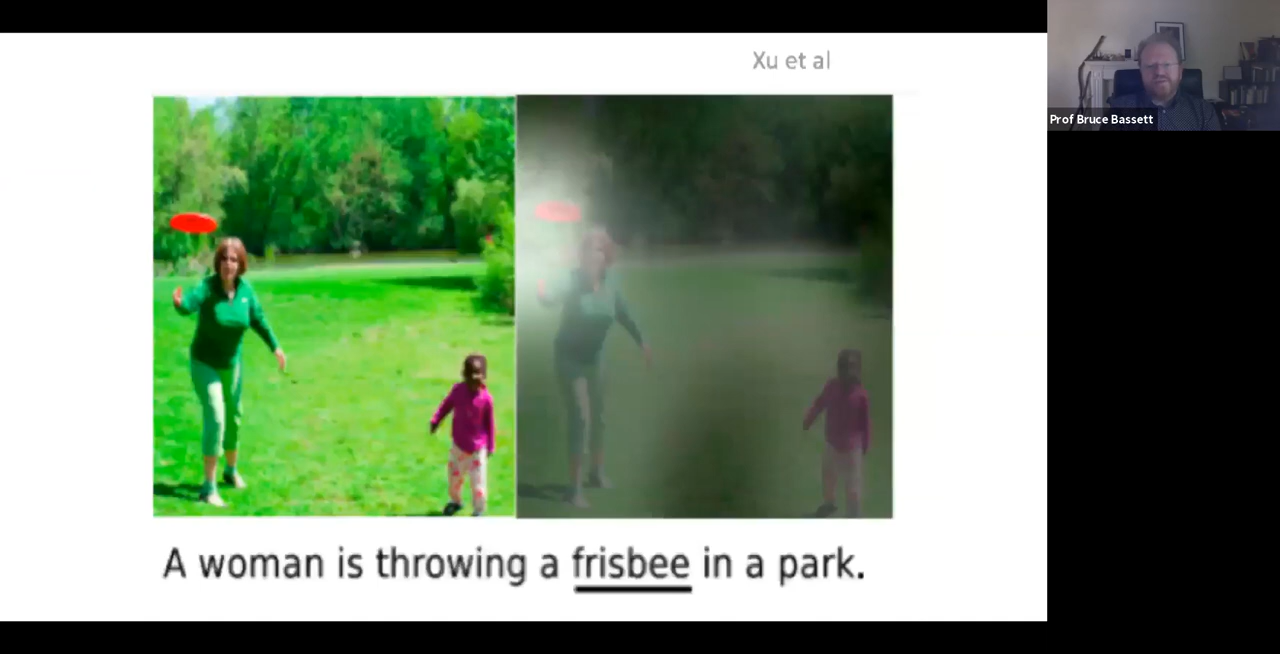 Xu et al
Prof Bruce Bassett
A woman is throwing a frisbee in a park.